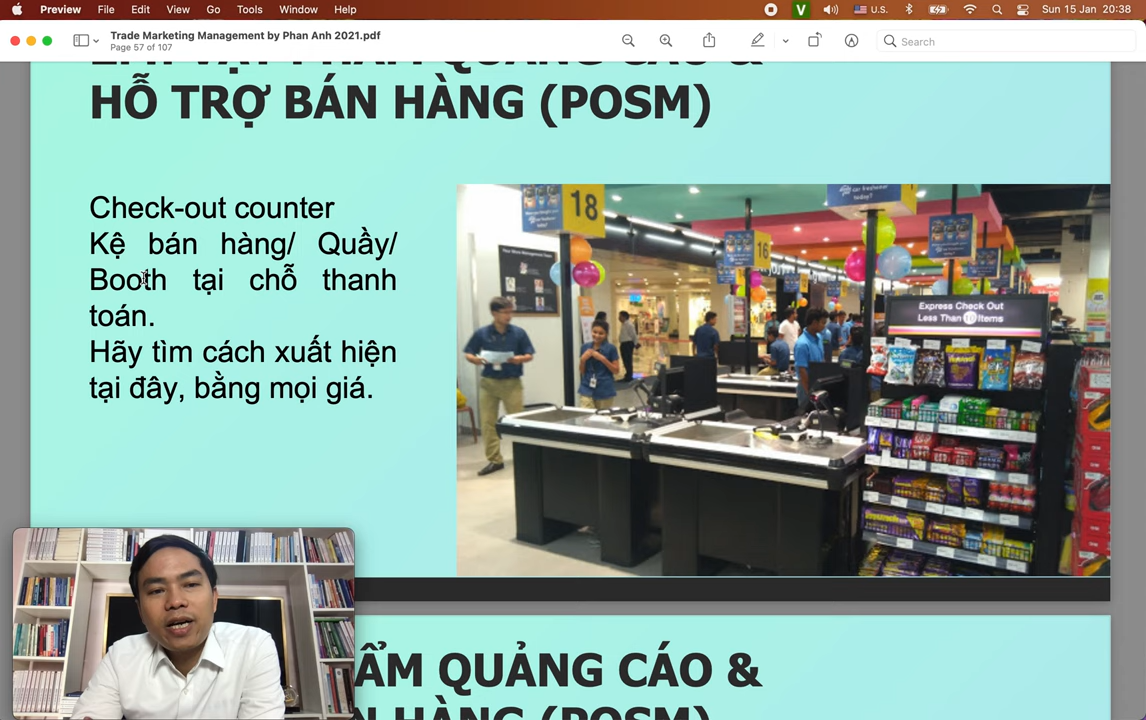 Preview File Edit View Go Tools Window Help
U.S.
Sun 15 Jan 20:38
Trade Marketing Management by Phan Anh 2021.pdf
Page 57 of 107
Search
HỖ TRỢ BÁN HÀNG (POSM)
Check-out counter
Kệ bán hàng/ Quầy/
Booth tại chỗ thanh
toán.
Hãy tìm cách xuất hiện
tại đây, bằng mọi giá.
18
16
Express Check Out
Less Than 10 Items
ẨM QUẢNG CÁO &
HÀNG (POSM)